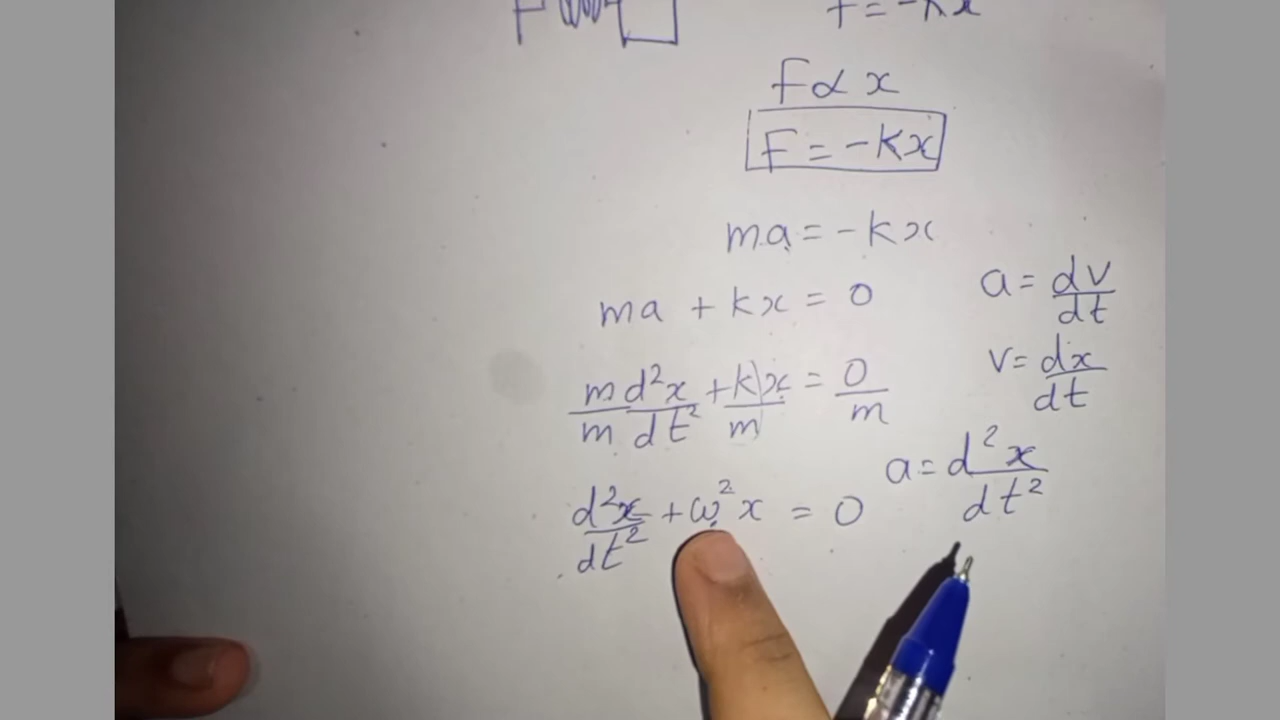 F = -kx
F ∝ x
F = -kx
ma = -kx
ma + kx = 0
a = dv/dt
m/m d²x/dt² + k/m x = 0/m
v = dx/dt
a = d²x/dt²
d²x/dt² + ω²x = 0